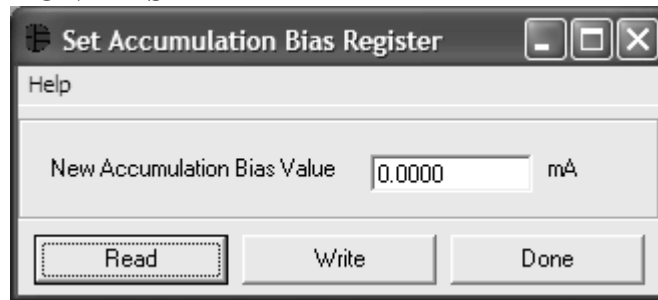 Set Accumulation Bias Register
Help
New Accumulation Bias Value 0.0000 mA
Read Write Done